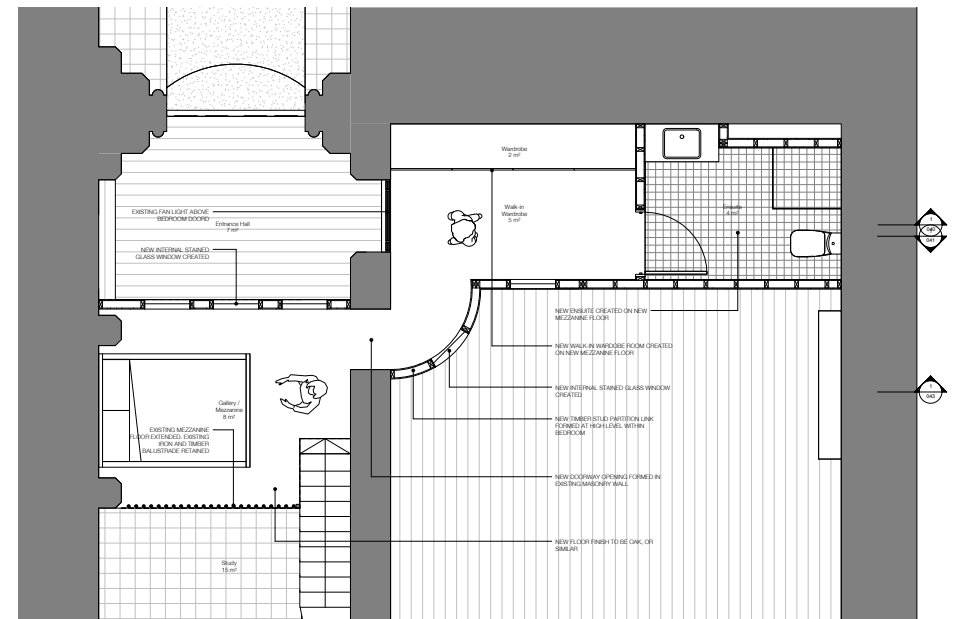 Wardrobe
2 m²
Walk-in
Wardrobe
5 m²
Ensuite
4 m²
EXISTING FAN LIGHT ABOVE
BEDROOM DOORD
Entrance Hall
7 m²
NEW INTERNAL STAINED
GLASS WINDOW CREATED
1
040
1
041
NEW ENSUITE CREATED ON NEW
MEZZANINE FLOOR
NEW WALK-IN WARDOBE ROOM CREATED
ON NEW MEZZANINE FLOOR
NEW INTERNAL STAINED GLASS WINDOW
CREATED
1
043
Gallery /
Mezzanine
8 m²
NEW TIMBER STUD PARTITION LINK
FORMED AT HIGH LEVEL WITHIN
BEDROOM
EXISTING MEZZANINE
FLOOR EXTENDED. EXISTING
IRON AND TIMBER
BALUSTRADE RETAINED
NEW DOORWAY OPENING FORMED IN
EXISTING MASONRY WALL
NEW FLOOR FINISH TO BE OAK, OR
SIMILAR
Study
15 m²